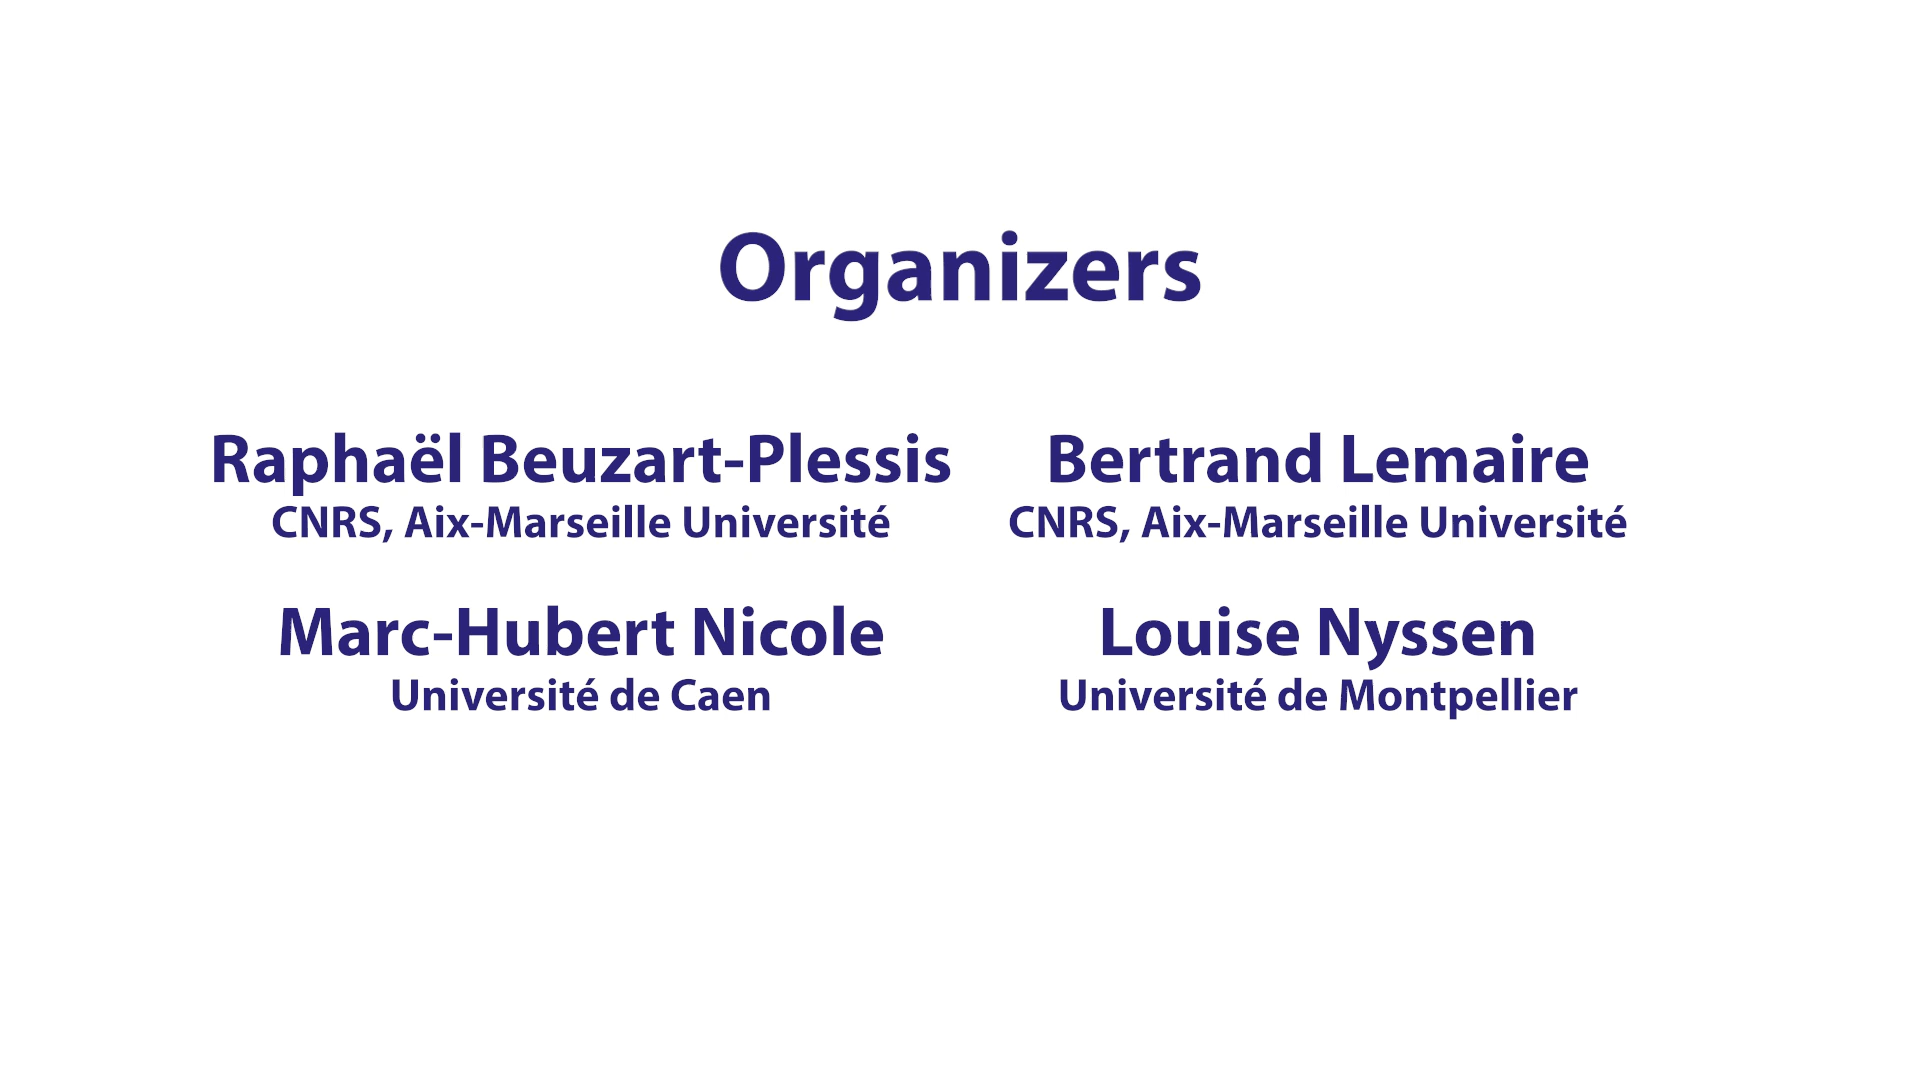 Organizers
Raphaël Beuzart-Plessis
CNRS, Aix-Marseille Université
Bertrand Lemaire
CNRS, Aix-Marseille Université
Marc-Hubert Nicole
Université de Caen
Louise Nyssen
Université de Montpellier